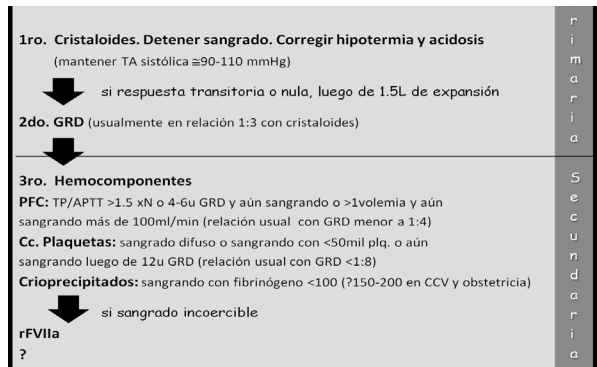 1ro. Cristaloides. Detener sangrado. Corregir hipotermia y acidosis
(mantener TA sistólica ≅90-110 mmHg)
si respuesta transitoria o nula, luego de 1.5L de expansión
2do. GRD (usualmente en relación 1:3 con cristaloides)
3ro. Hemocomponentes
PFC: TP/APTT >1.5 xN o 4-6u GRD y aún sangrando o >1volemia y aún
sangrando más de 100ml/min (relación usual con GRD menor a 1:4)
Cc. Plaquetas: sangrado difuso o sangrando con <50mil plq. o aún
sangrando luego de 12u GRD (relación usual con GRD <1:8)
Crioprecipitados: sangrando con fibrinógeno <100 (?150-200 en CCV y obstetricia)
si sangrado incoercible
rFVIIa
?
rimaria
Secundaria